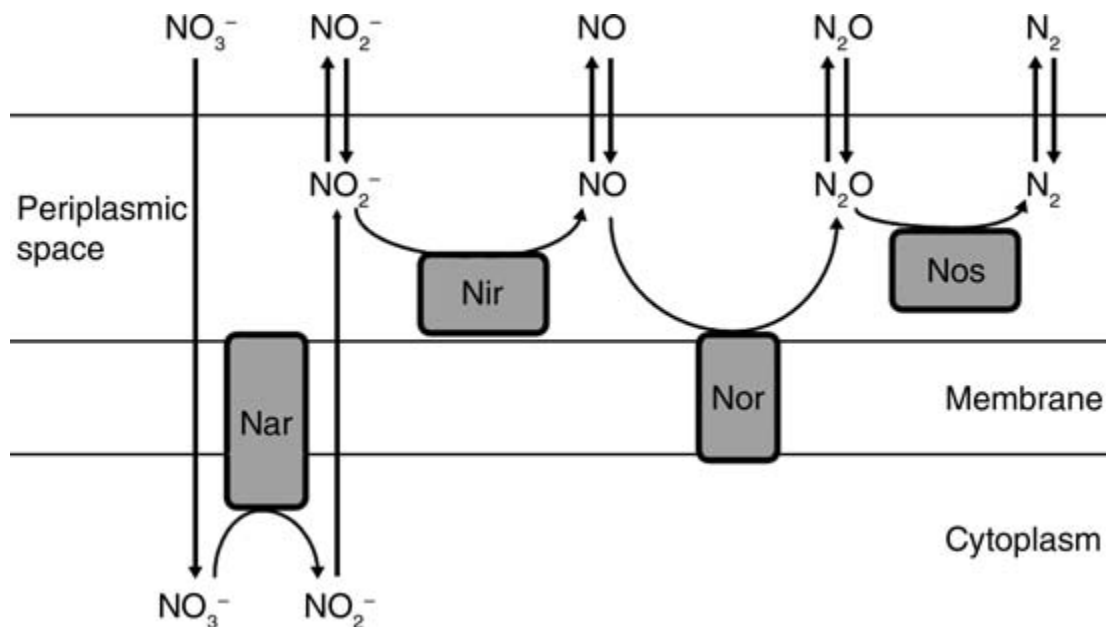 NO₃⁻ NO₂⁻ NO N₂O N₂
NO₂⁻ NO N₂O N₂
Periplasmic
space
Nir
Nos
Nar
Nor
Membrane
Cytoplasm
NO₃⁻ NO₂⁻